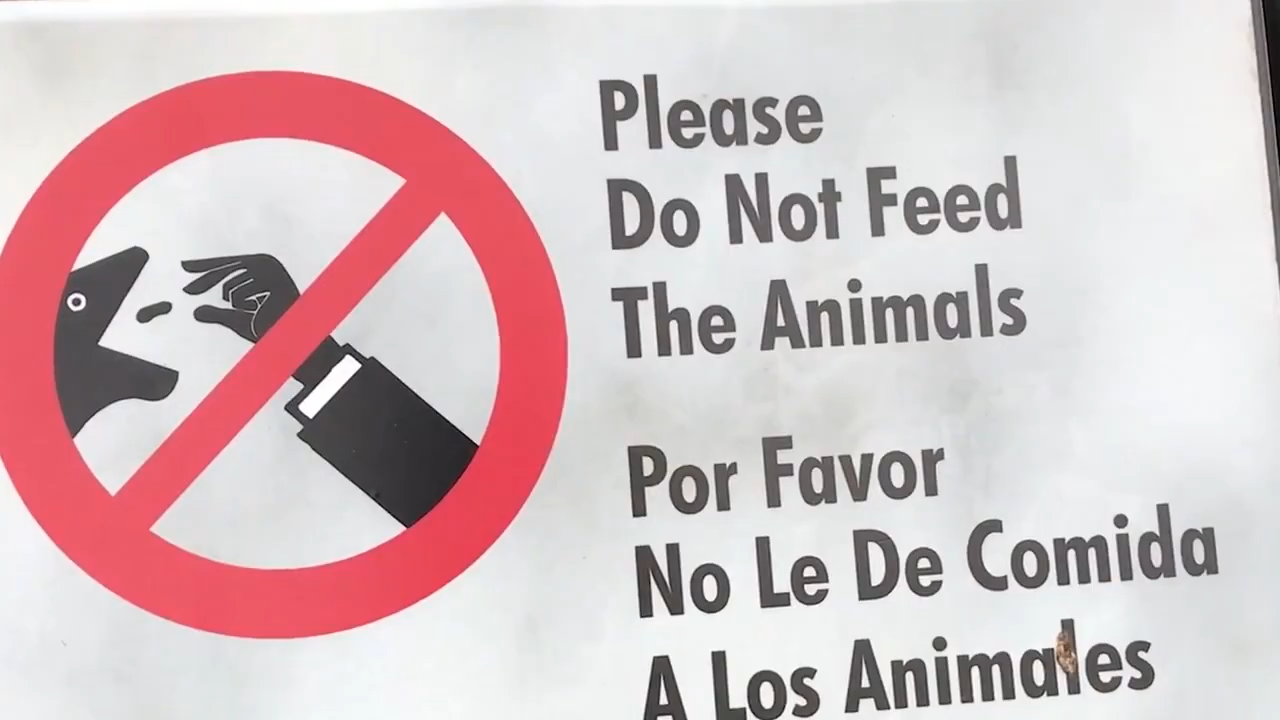 Please
Do Not Feed
The Animals
Por Favor
No Le De Comida
A Los Animales